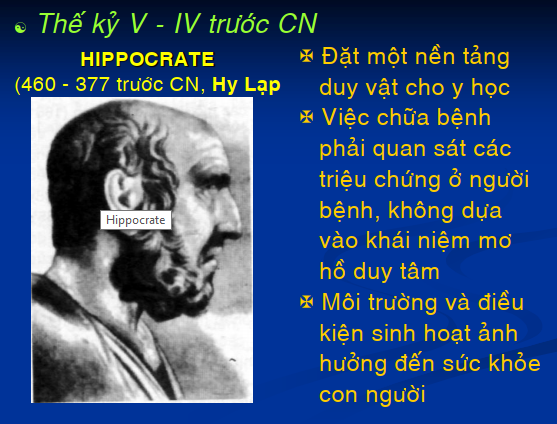 Thế kỷ V - IV trước CN
HIPPOCRATE
(460 - 377 trước CN, Hy Lạp
Hippocrate
✠ Đặt một nền tảng
duy vật cho y học
✠ Việc chữa bệnh
phải quan sát các
triệu chứng ở người
bệnh, không dựa
vào khái niệm mơ
hồ duy tâm
✠ Môi trường và điều
kiện sinh hoạt ảnh
hưởng đến sức khỏe
con người